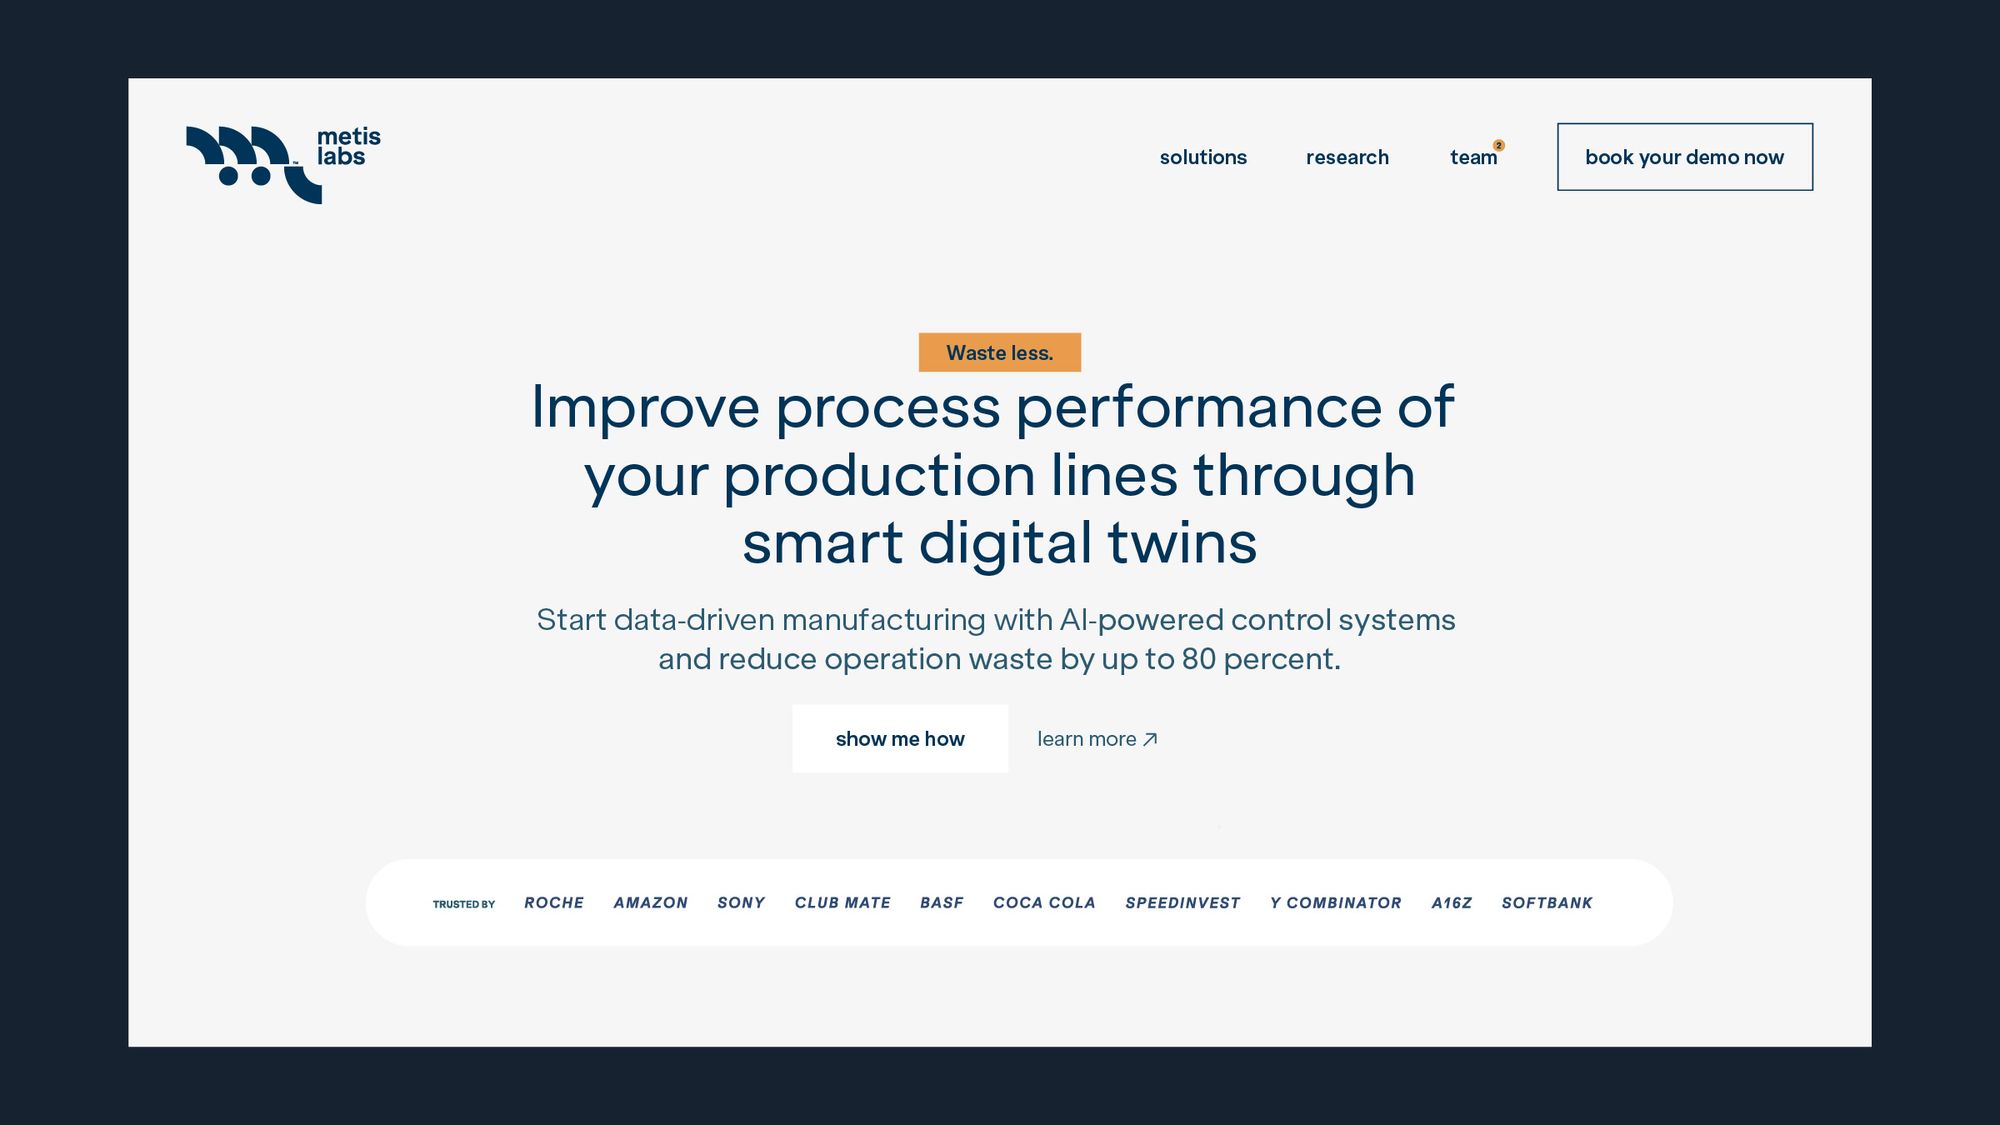 metis
labs
™
solutions research team 2 book your demo now
Waste less.
Improve process performance of
your production lines through
smart digital twins
Start data-driven manufacturing with AI-powered control systems
and reduce operation waste by up to 80 percent.
show me how learn more ↗
TRUSTED BY ROCHE AMAZON SONY CLUB MATE BASF COCA COLA SPEEDINVEST Y COMBINATOR A16Z SOFTBANK